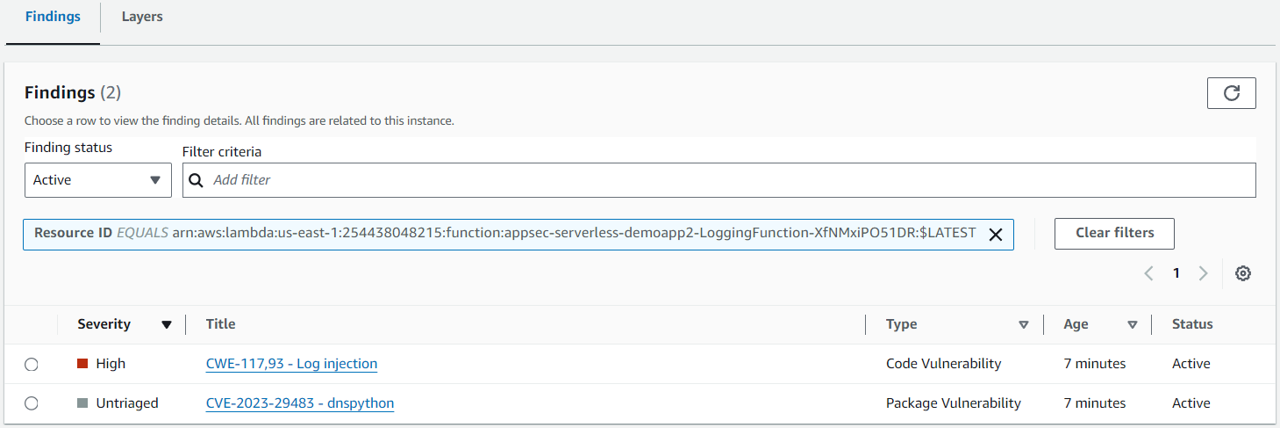 Findings Layers
Findings (2)
Choose a row to view the finding details. All findings are related to this instance.
Finding status
Filter criteria
Active
Add filter
Resource ID EQUALS arn:aws:lambda:us-east-1:254438048215:function:appsec-serverless-demoapp2-LoggingFunction-XfNMxiPO51DR:$LATEST
Clear filters
1
Severity Title Type Age Status
High CWE-117,93 - Log injection Code Vulnerability 7 minutes Active
Untriaged CVE-2023-29483 - dnspython Package Vulnerability 7 minutes Active